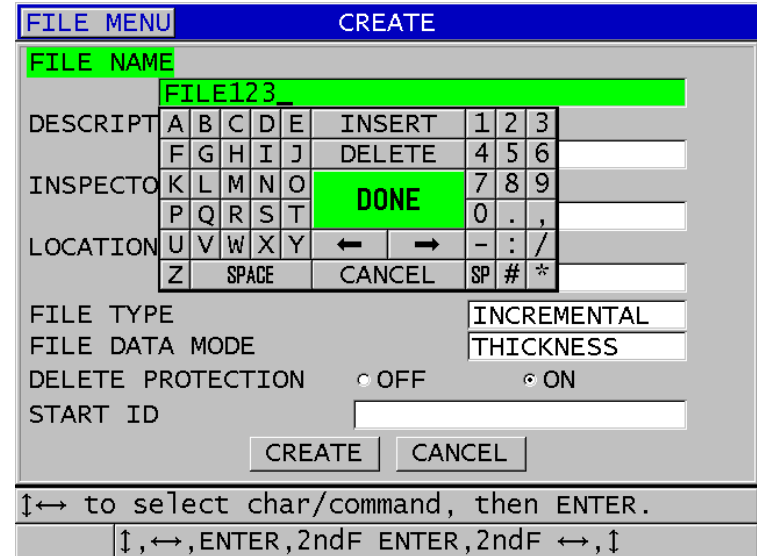 FILE MENU CREATE
FILE NAME
FILE123_
DESCRIPT A B C D E INSERT 1 2 3
F G H I J DELETE 4 5 6
INSPECTO K L M N O DONE 7 8 9
P Q R S T 0 . ,
LOCATION U V W X Y ← → - : /
Z SPACE CANCEL SP # *
FILE TYPE INCREMENTAL
FILE DATA MODE THICKNESS
DELETE PROTECTION OFF ON
START ID
CREATE CANCEL
↕↔ to select char/command, then ENTER.
↕,↔,ENTER,2ndF ENTER,2ndF ↔,↕